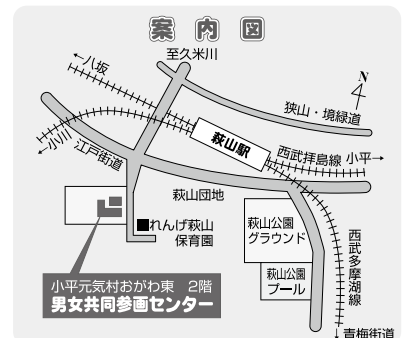 案内図
←八坂
至久米川
N
狭山・境緑道
萩山駅
←小川
江戸街道
西武拝島線 小平→
萩山団地
■れんげ萩山
保育園
萩山公園
グラウンド
萩山公園
プール
西武多摩湖線
小平元気村おがわ東 2階
男女共同参画センター
↓青梅街道